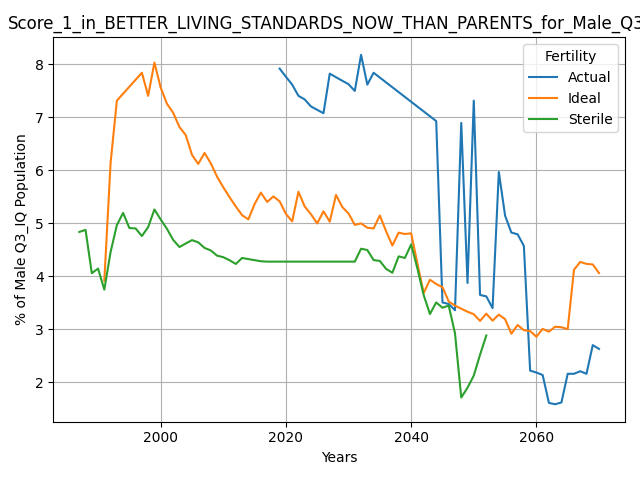 Score_1_in_BETTER_LIVING_STANDARDS_NOW_THAN_PARENTS_for_Male_Q3
Fertility
Actual
Ideal
Sterile
% of Male Q3_IQ Population
8
7
6
5
4
3
2
2000 2020 2040 2060
Years